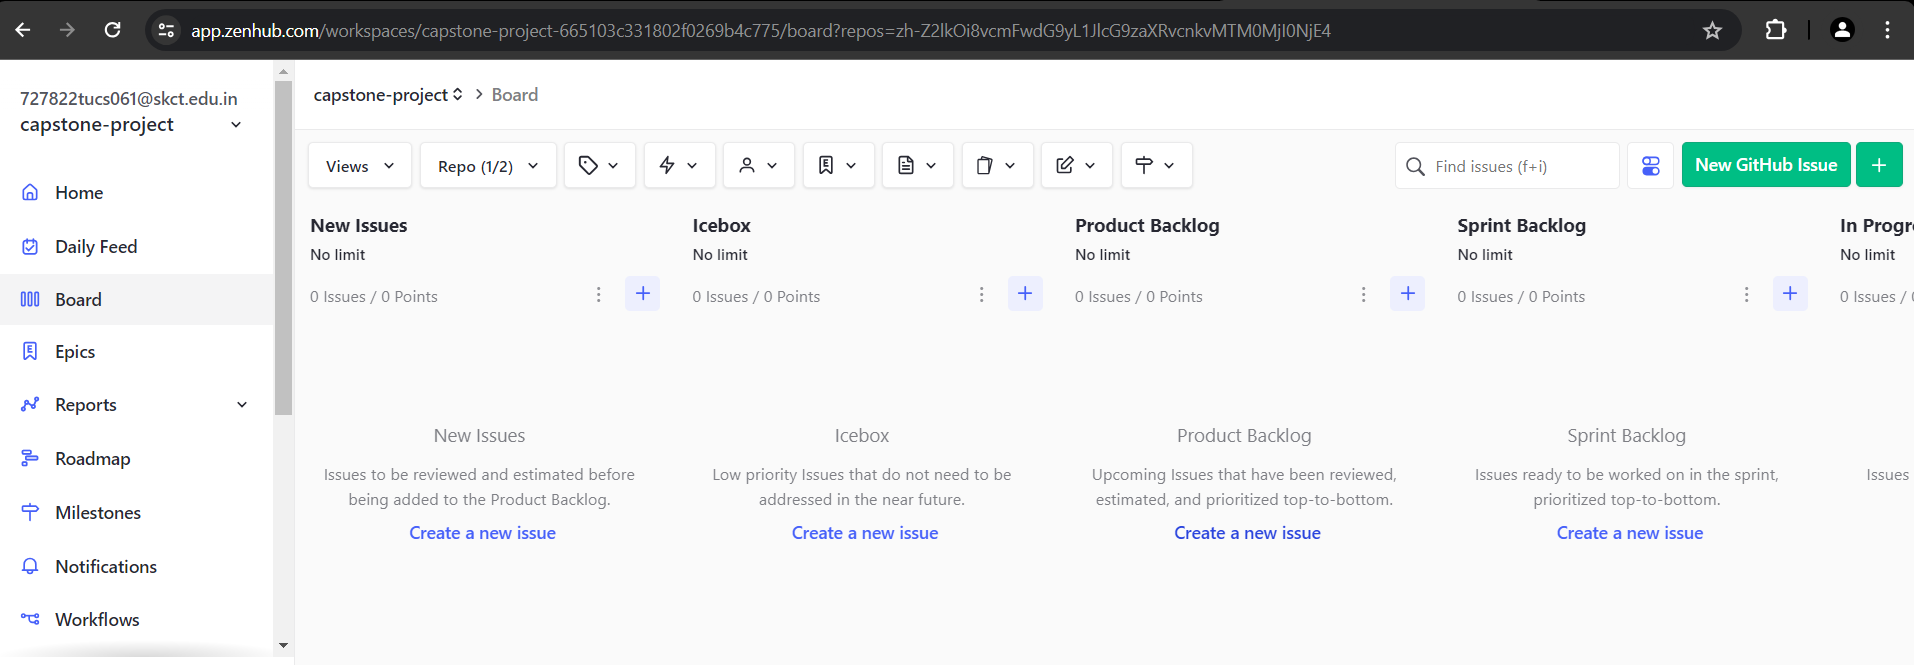 app.zenhub.com/workspaces/capstone-project-665103c331802f0269b4c775/board?repos=zh-Z2lkOi8vcmFwdG9yL1JlcG9zaXRvcnkvMTM0MjI0NjE4
727822tucs061@skct.edu.in
capstone-project
Home
Daily Feed
Board
Epics
Reports
Roadmap
Milestones
Notifications
Workflows
capstone-project > Board
Views
Repo (1/2)
Find issues (f+i)
New GitHub Issue
New Issues
No limit
0 Issues / 0 Points
New Issues
Issues to be reviewed and estimated before
being added to the Product Backlog.
Create a new issue
Icebox
No limit
0 Issues / 0 Points
Icebox
Low priority Issues that do not need to be
addressed in the near future.
Create a new issue
Product Backlog
No limit
0 Issues / 0 Points
Product Backlog
Upcoming Issues that have been reviewed,
estimated, and prioritized top-to-bottom.
Create a new issue
Sprint Backlog
No limit
0 Issues / 0 Points
Sprint Backlog
Issues ready to be worked on in the sprint,
prioritized top-to-bottom.
Create a new issue
In Progr
No limit
0 Issues /
Issues